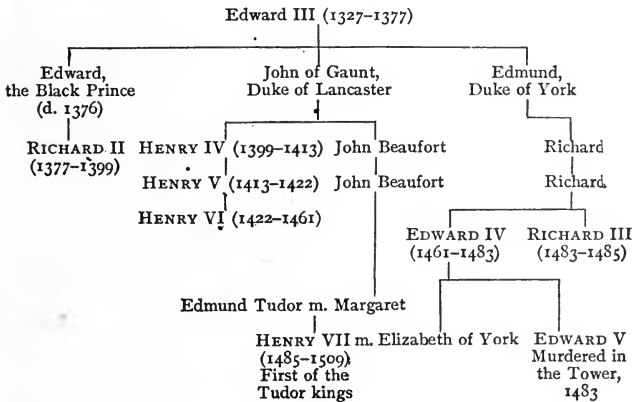 Edward III (1327–1377)
Edward,
the Black Prince
(d. 1376)
John of Gaunt,
Duke of Lancaster
Edmund,
Duke of York
RICHARD II
(1377–1399)
HENRY IV (1399–1413)
John Beaufort
Richard
HENRY V (1413–1422)
John Beaufort
Richard
HENRY VI (1422–1461)
EDWARD IV
(1461–1483)
RICHARD III
(1483–1485)
Edmund Tudor m. Margaret
HENRY VII m. Elizabeth of York
(1485–1509)
First of the
Tudor kings
EDWARD V
Murdered in
the Tower,
1483